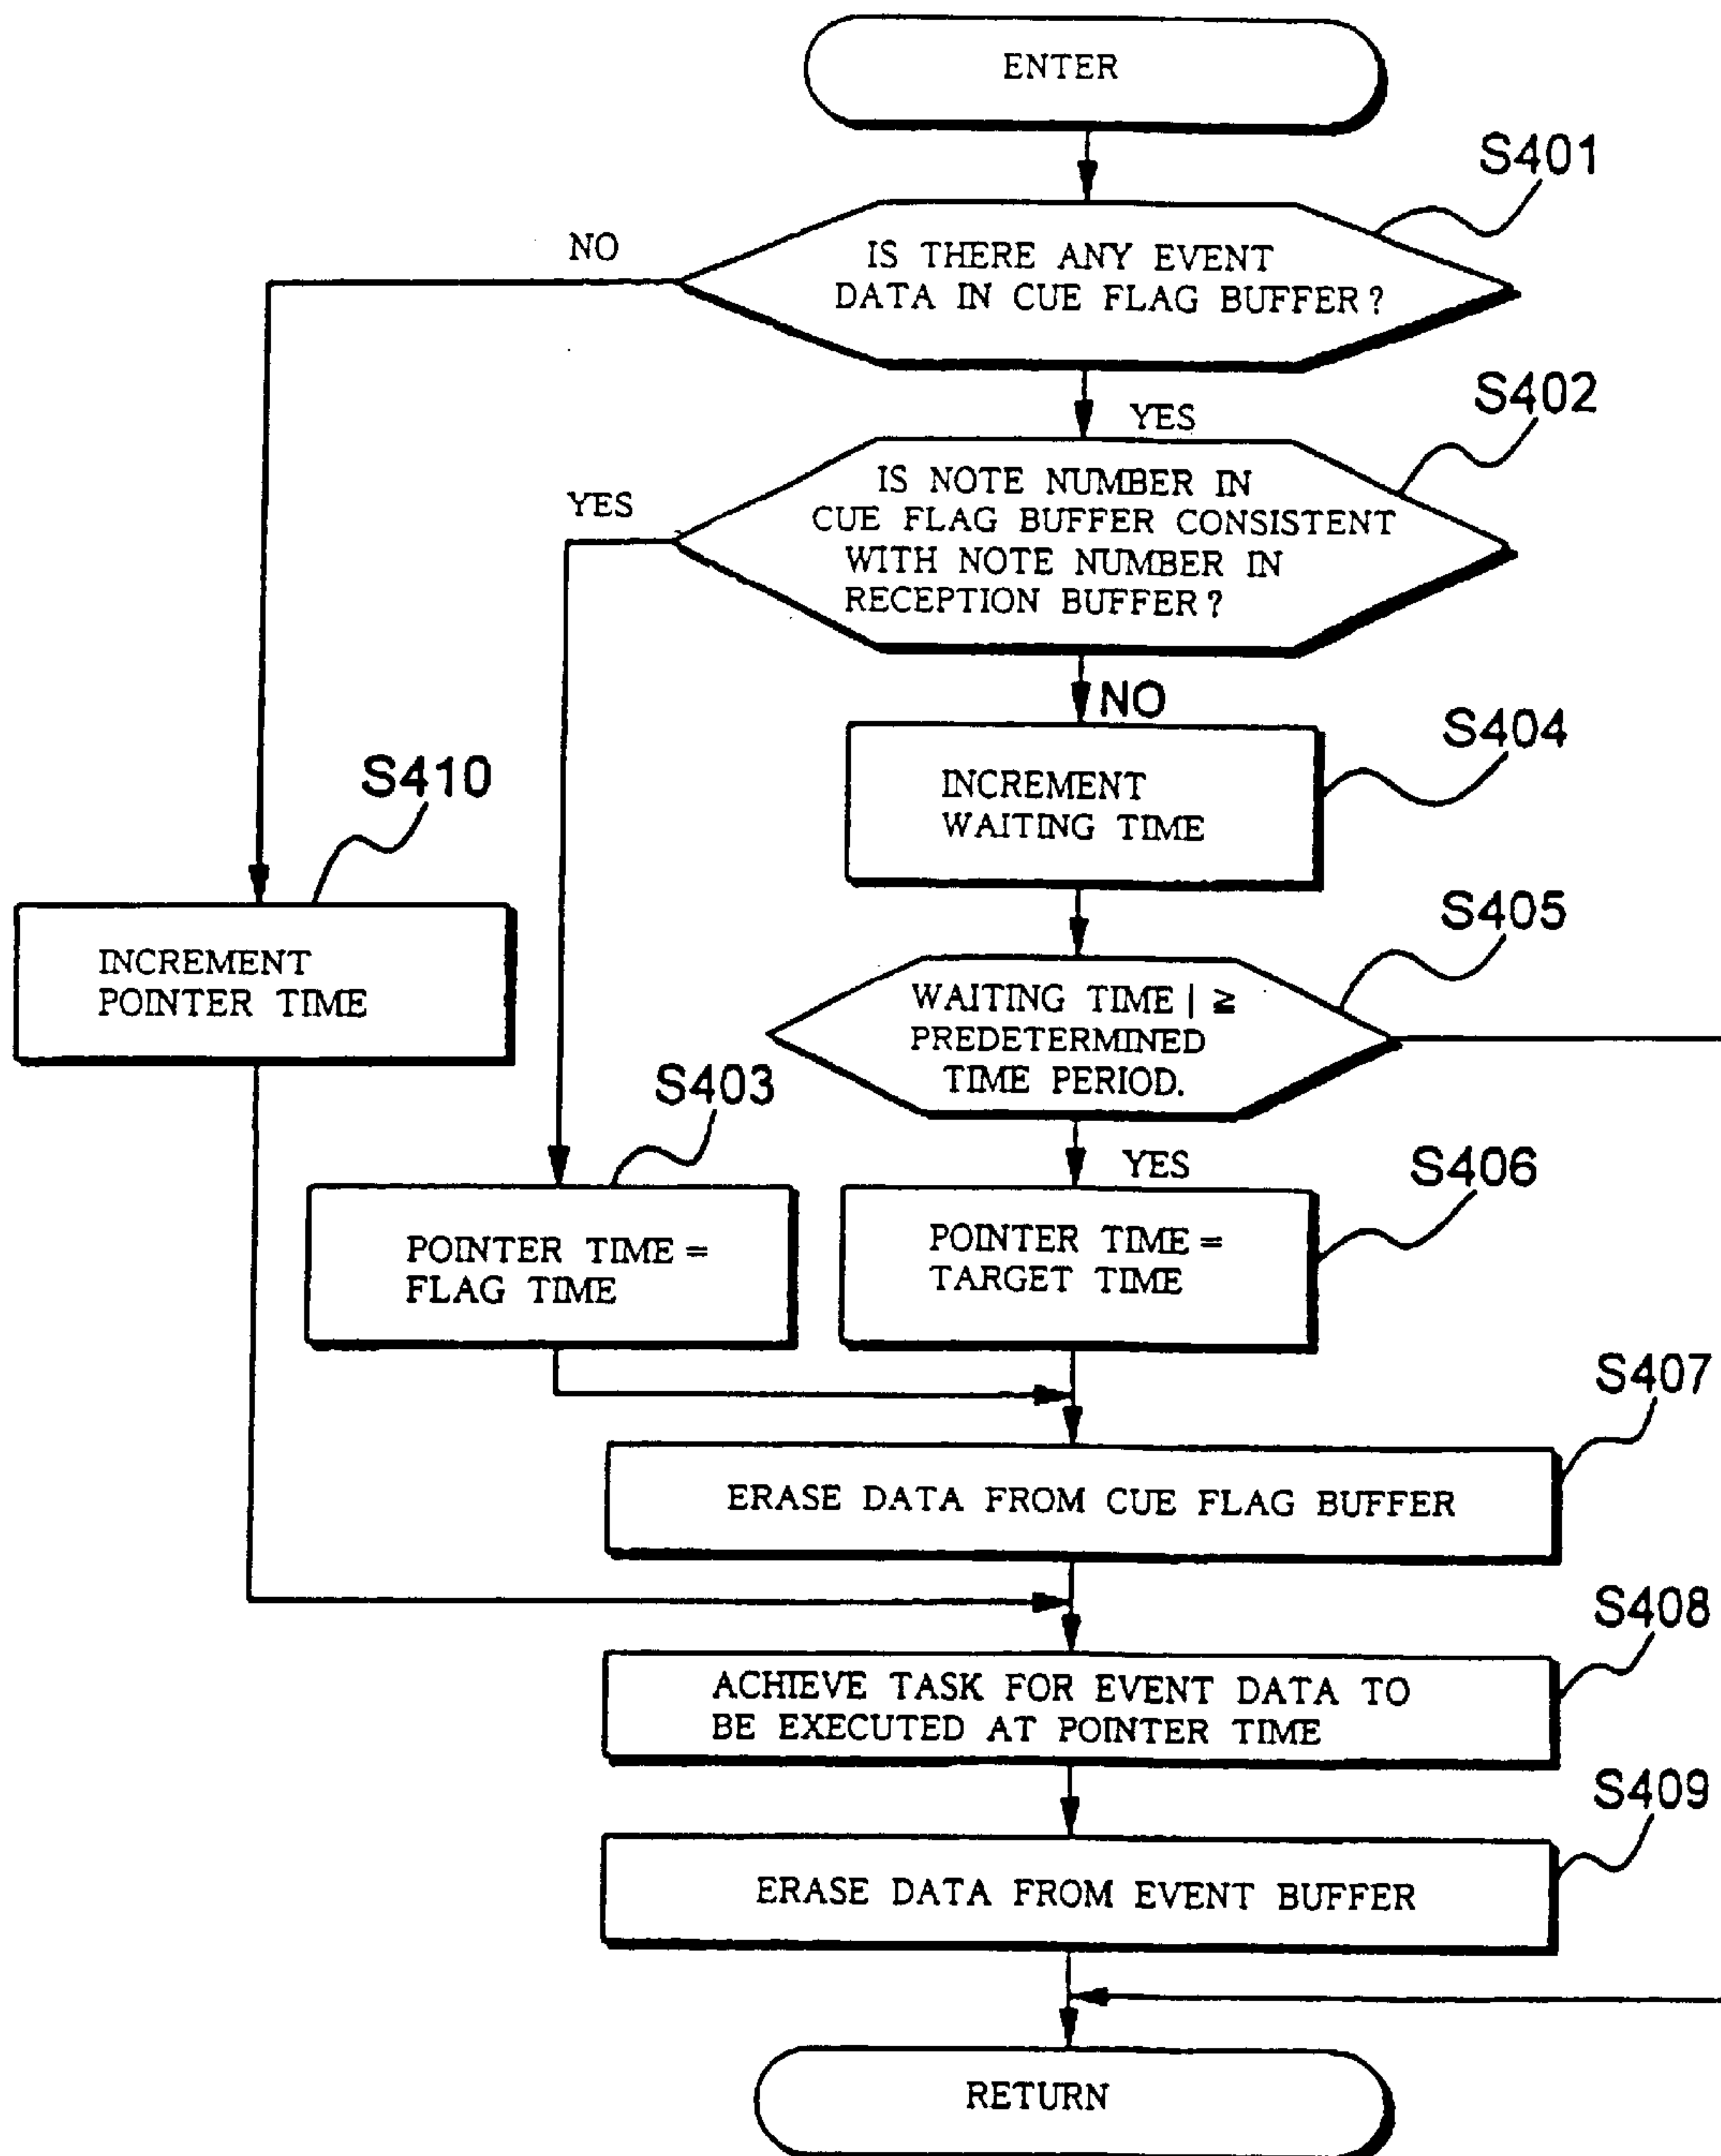 ENTER
S401
NO
IS THERE ANY EVENT
DATA IN CUE FLAG BUFFER?
YES
S402
YES
IS NOTE NUMBER IN
CUE FLAG BUFFER CONSISTENT
WITH NOTE NUMBER IN
RECEPTION BUFFER?
NO
S404
INCREMENT
WAITING TIME
S410
INCREMENT
POINTER TIME
S405
WAITING TIME | ≧
PREDETERMINED
TIME PERIOD.
S403
YES
S406
POINTER TIME =
FLAG TIME
POINTER TIME =
TARGET TIME
S407
ERASE DATA FROM CUE FLAG BUFFER
S408
ACHIEVE TASK FOR EVENT DATA TO
BE EXECUTED AT POINTER TIME
S409
ERASE DATA FROM EVENT BUFFER
RETURN